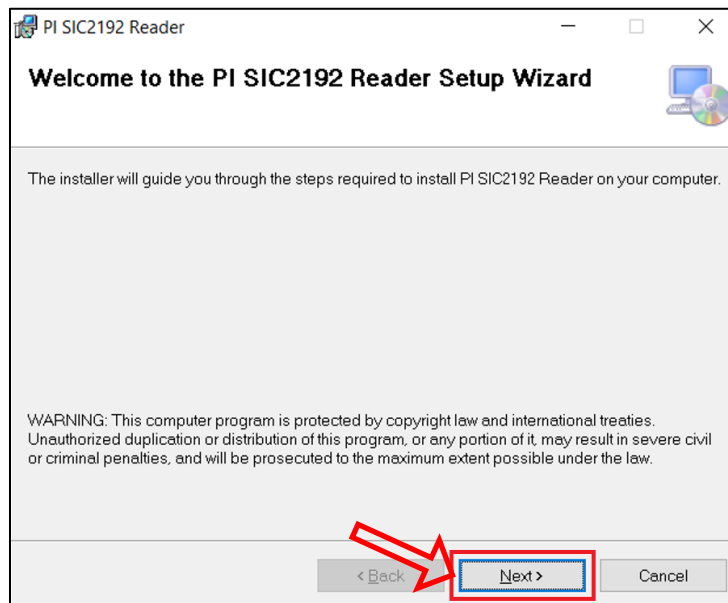 PI SIC2192 Reader
Welcome to the PI SIC2192 Reader Setup Wizard
The installer will guide you through the steps required to install PI SIC2192 Reader on your computer.
WARNING: This computer program is protected by copyright law and international treaties.
Unauthorized duplication or distribution of this program, or any portion of it, may result in severe civil
or criminal penalties, and will be prosecuted to the maximum extent possible under the law.
< Back
Next >
Cancel